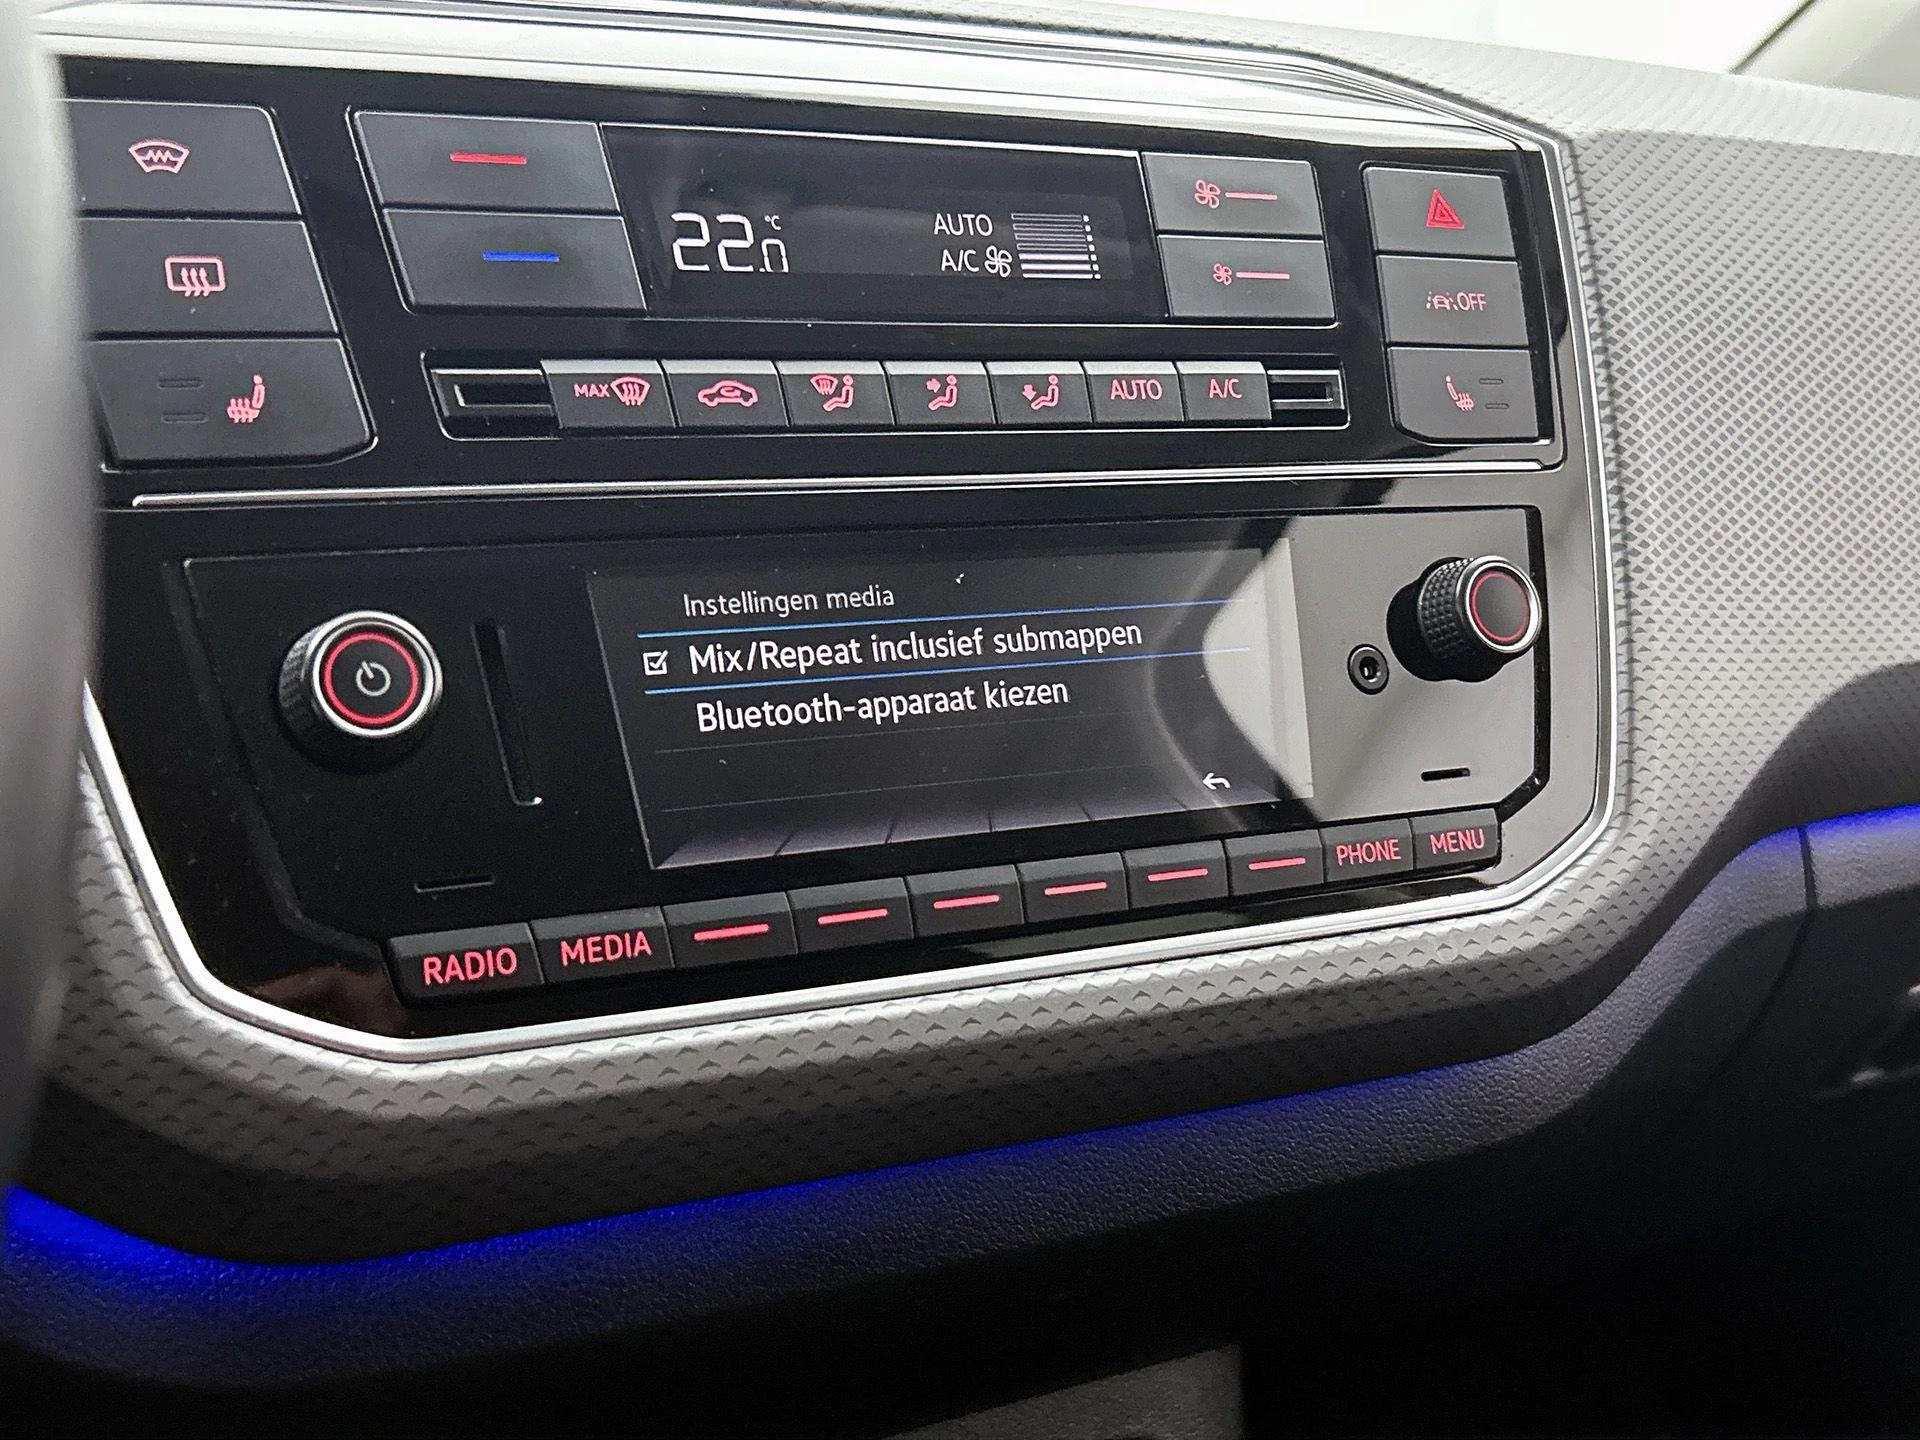 22.0 °C
AUTO
A/C
OFF
MAX
AUTO
A/C
Instellingen media
Mix/Repeat inclusief submappen
Bluetooth-apparaat kiezen
RADIO
MEDIA
PHONE
MENU